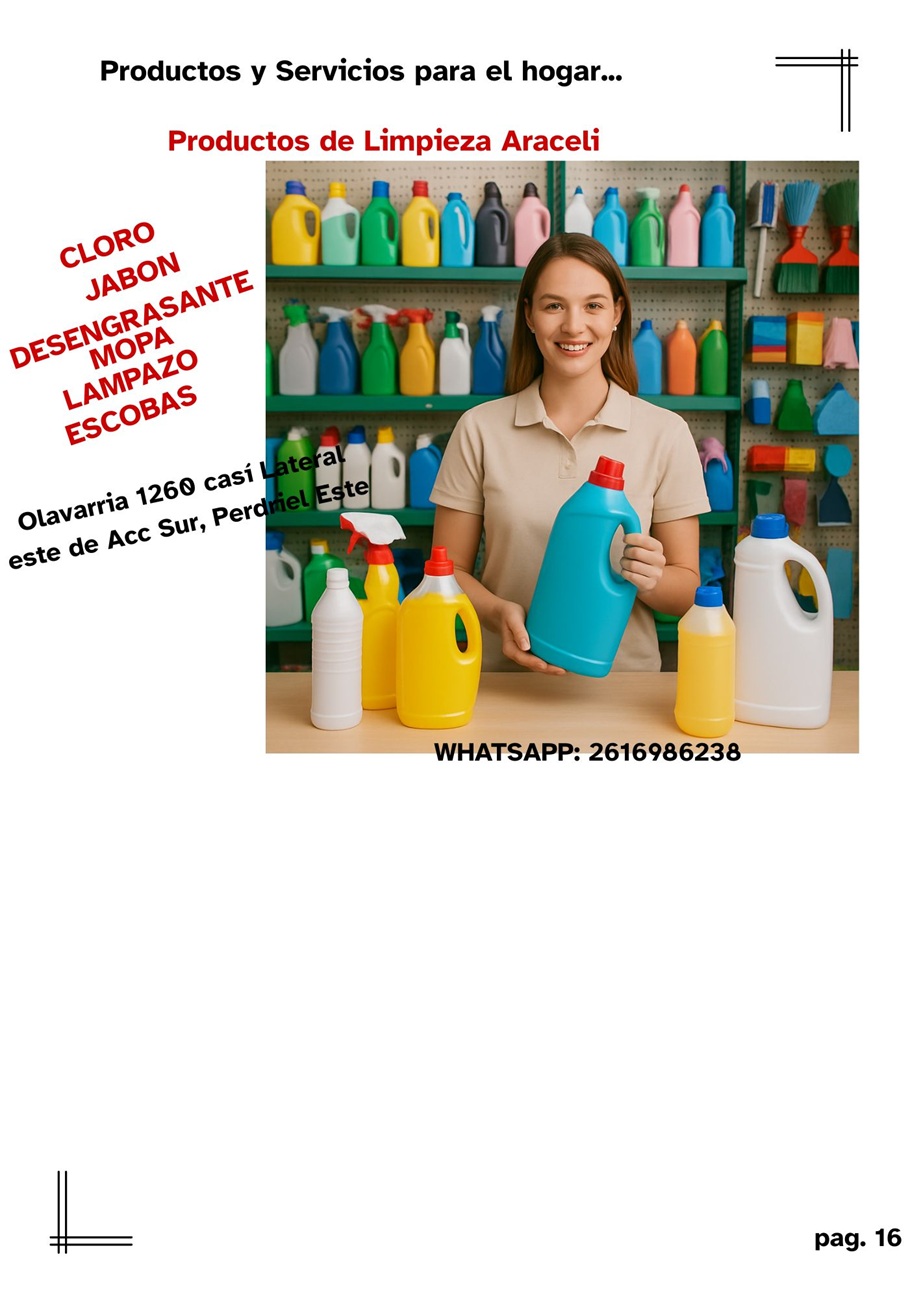 Productos y Servicios para el hogar...
Productos de Limpieza Araceli
CLORO
JABON
DESENGRASANTE
MOPA
LAMPAZO
ESCOBAS
Olavarria 1260 casí Lateral
este de Acc Sur, Perdriel Este
WHATSAPP: 2616986238
pag. 16